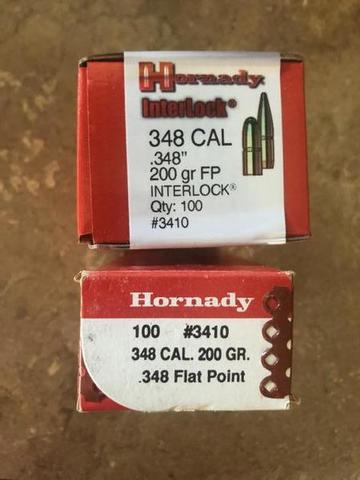 Hornady
InterLock®
348 CAL
.348"
200 gr FP
INTERLOCK®
Qty: 100
#3410
Hornady
100 #3410
348 CAL. 200 GR.
.348 Flat Point